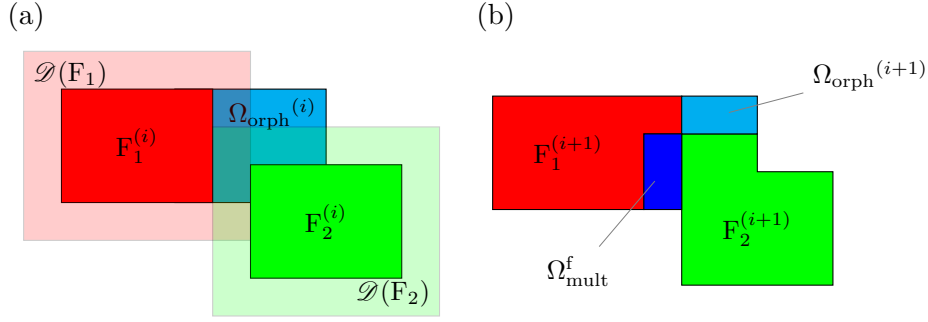 (a)
𝒟(F₁)
Ωorph⁽ⁱ⁾
F₁⁽ⁱ⁾
F₂⁽ⁱ⁾
𝒟(F₂)
(b)
Ωorph⁽ⁱ⁺¹⁾
F₁⁽ⁱ⁺¹⁾
F₂⁽ⁱ⁺¹⁾
Ωᶠmult